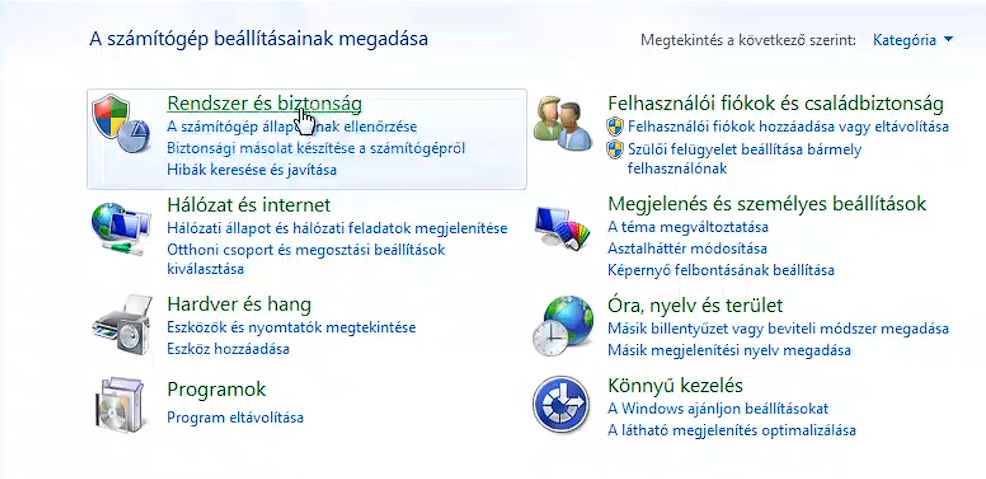 A számítógép beállításainak megadása
Megtekintés a következő szerint: Kategória
Rendszer és biztonság
A számítógép ellenőrzése
Biztonsági másolat készítése a számítógépről
Hibák keresése és javítása
Hálózat és internet
Hálózati állapot és hálózati feladatok megjelenítése
Otthoni csoport és megosztási beállítások
kiválasztása
Hardver és hang
Eszközök és nyomtatók megtekintése
Eszköz hozzáadása
Programok
Program eltávolítása
Felhasználói fiókok és családbiztonság
Felhasználói fiókok hozzáadása vagy eltávolítása
Szülői felügyelet beállítása bármely
felhasználónak
Megjelenés és személyes beállítások
A téma megváltoztatása
Asztalháttér módosítása
Képernyő felbontásának beállítása
Óra, nyelv és terület
Másik billentyűzet vagy beviteli módszer megadása
Másik megjelenítési nyelv megadása
Könnyű kezelés
A Windows ajánljon beállításokat
A látható megjelenítés optimalizálása